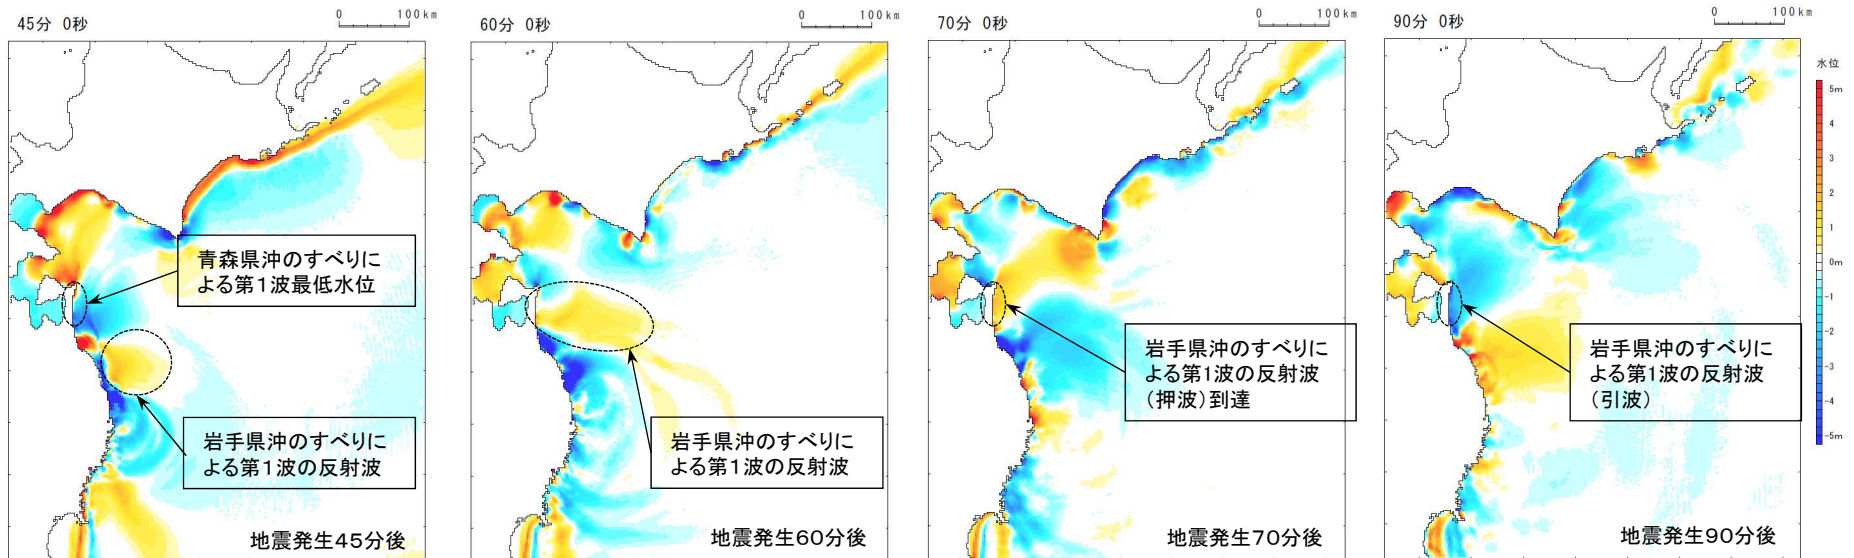 45分 0秒
0 100km
青森県沖のすべりに
よる第1波最低水位
岩手県沖のすべりに
よる第1波の反射波
地震発生45分後
60分 0秒
0 100km
岩手県沖のすべりに
よる第1波の反射波
地震発生60分後
70分 0秒
0 100km
岩手県沖のすべりに
よる第1波の反射波
(押波)到達
地震発生70分後
90分 0秒
0 100km
岩手県沖のすべりに
よる第1波の反射波
(引波)
地震発生90分後
水位
5m
4
3
2
1
0m
-1
-2
-3
-4
-5m